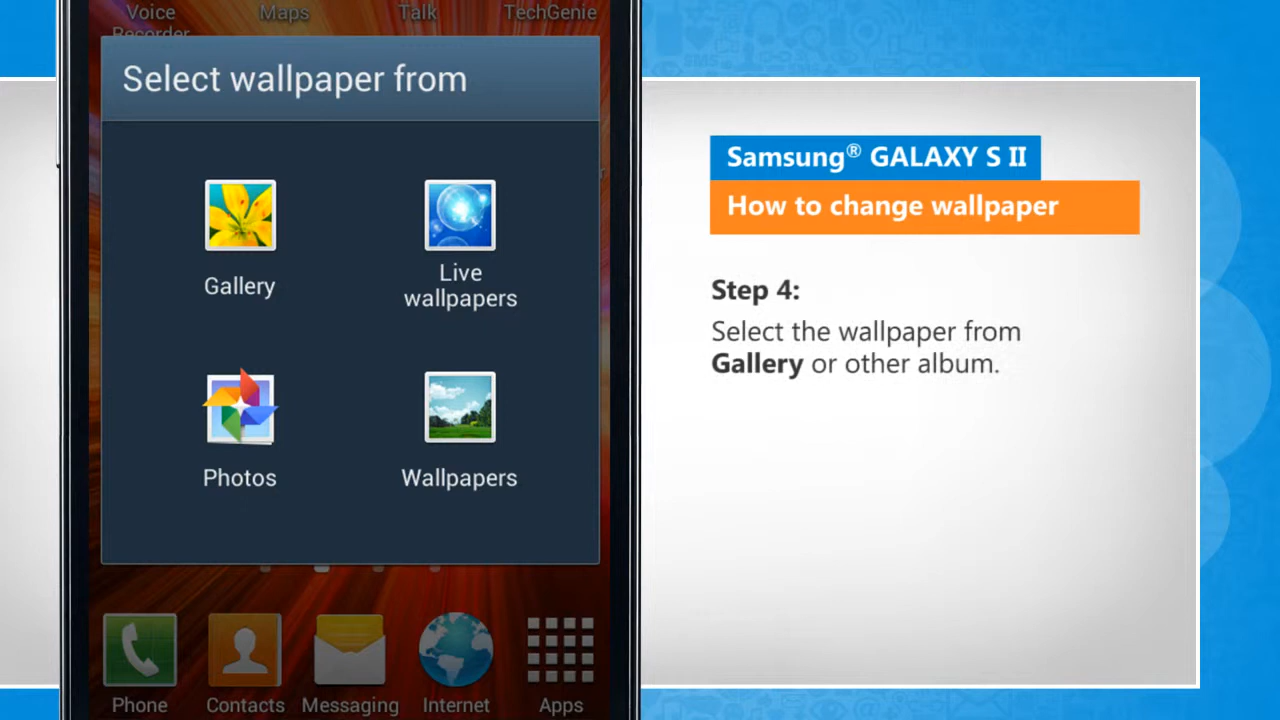 Voice Maps Talk TechGenie
Recorder
Select wallpaper from
Gallery
Live
wallpapers
Photos
Wallpapers
Phone Contacts Messaging Internet Apps
Samsung® GALAXY S II
How to change wallpaper
Step 4:
Select the wallpaper from
Gallery or other album.